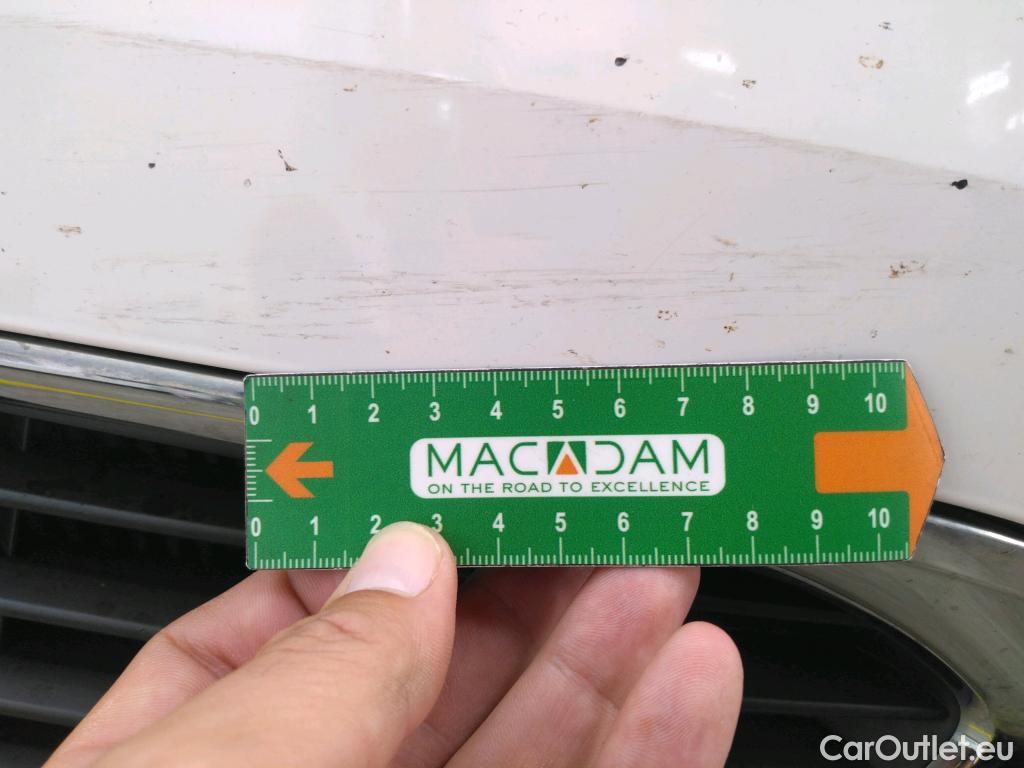 0 1 2 3 4 5 6 7 8 9 10
MACADAM
ON THE ROAD TO EXCELLENCE
0 1 2 3 4 5 6 7 8 9 10
CarOutlet.eu